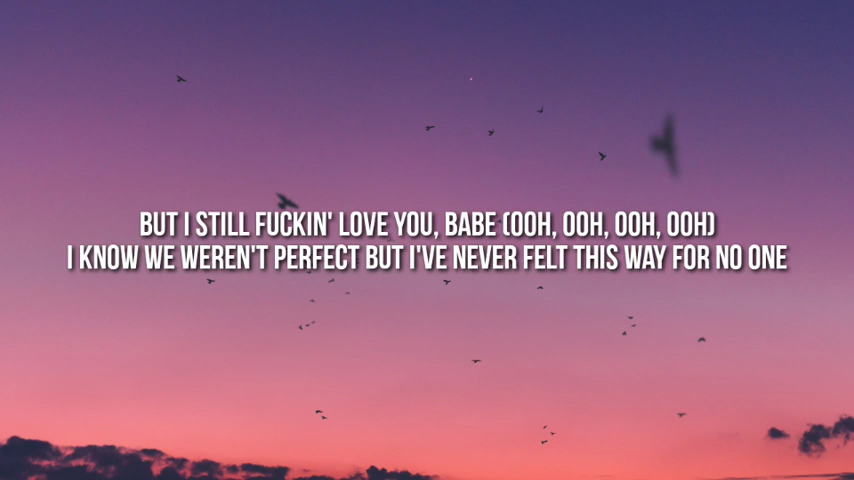 BUT I STILL FUCKIN' LOVE YOU, BABE (OOH, OOH, OOH, OOH)
I KNOW WE WEREN'T PERFECT BUT I'VE NEVER FELT THIS WAY FOR NO ONE